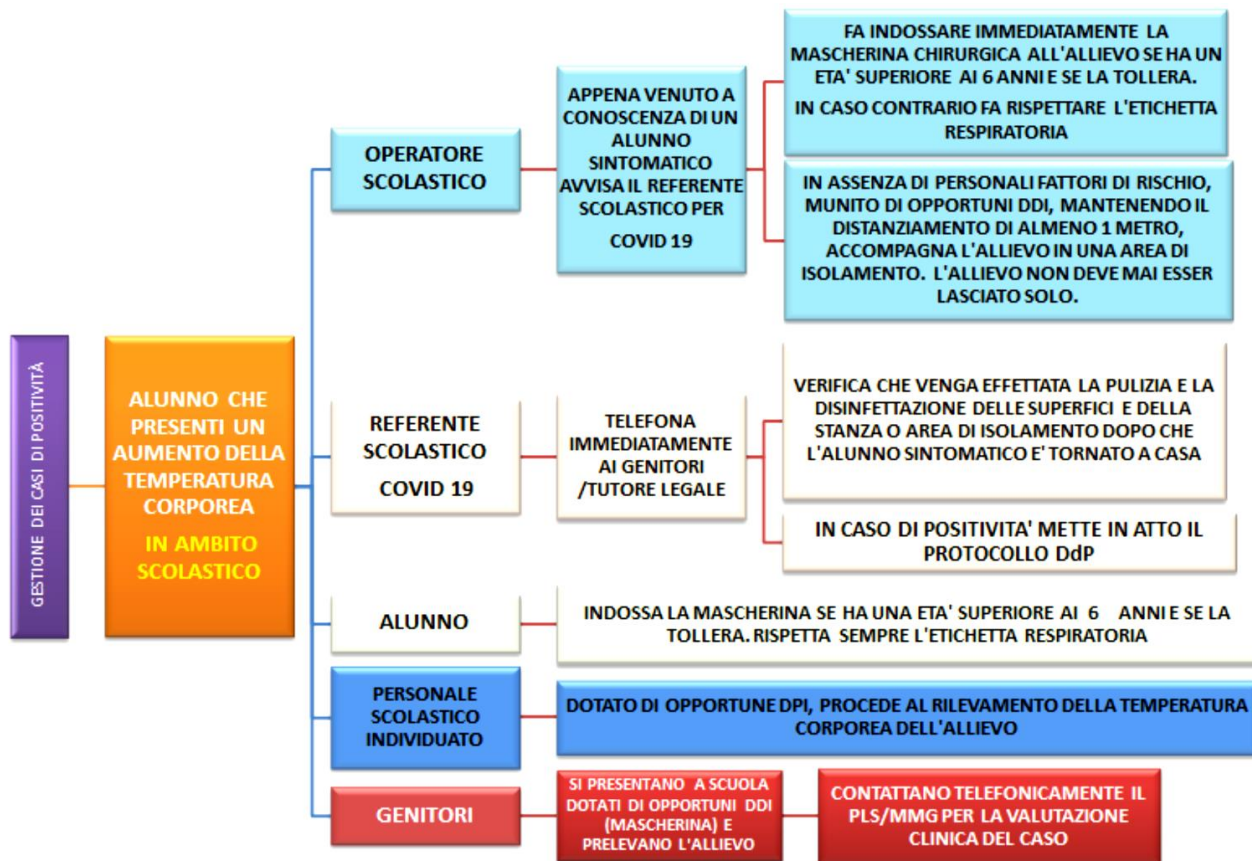 GESTIONE DEI CASI DI POSITIVITÀ
ALUNNO CHE
PRESENTI UN
AUMENTO DELLA
TEMPERATURA
CORPOREA
IN AMBITO
SCOLASTICO
OPERATORE
SCOLASTICO
APPENA VENUTO A
CONOSCENZA DI UN
ALUNNO
SINTOMATICO
AVVISA IL REFERENTE
SCOLASTICO PER
COVID 19
FA INDOSSARE IMMEDIATAMENTE LA
MASCHERINA CHIRURGICA ALL'ALLIEVO SE HA UN
ETA' SUPERIORE AI 6 ANNI E SE LA TOLLERA.
IN CASO CONTRARIO FA RISPETTARE L'ETICHETTA
RESPIRATORIA
IN ASSENZA DI PERSONALI FATTORI DI RISCHIO,
MUNITO DI OPPORTUNI DDI, MANTENENDO IL
DISTANZIAMENTO DI ALMENO 1 METRO,
ACCOMPAGNA L'ALLIEVO IN UNA AREA DI
ISOLAMENTO. L'ALLIEVO NON DEVE MAI ESSER
LASCIATO SOLO.
REFERENTE
SCOLASTICO
COVID 19
TELEFONA
IMMEDIATAMENTE
AI GENITORI
/TUTORE LEGALE
VERIFICA CHE VENGA EFFETTATA LA PULIZIA E LA
DISINFETTAZIONE DELLE SUPERFICI E DELLA
STANZA O AREA DI ISOLAMENTO DOPO CHE
L'ALUNNO SINTOMATICO E' TORNATO A CASA
IN CASO DI POSITIVITA' METTE IN ATTO IL
PROTOCOLLO DdP
ALUNNO
INDOSSA LA MASCHERINA SE HA UNA ETA' SUPERIORE AI 6 ANNI E SE LA
TOLLERA. RISPETTA SEMPRE L'ETICHETTA RESPIRATORIA
PERSONALE
SCOLASTICO
INDIVIDUATO
DOTATO DI OPPORTUNE DPI, PROCEDE AL RILEVAMENTO DELLA TEMPERATURA
CORPOREA DELL'ALLIEVO
GENITORI
SI PRESENTANO A SCUOLA
DOTATI DI OPPORTUNI DDI
(MASCHERINA) E
PRELEVANO L'ALLIEVO
CONTATTANO TELEFONICAMENTE IL
PLS/MMG PER LA VALUTAZIONE
CLINICA DEL CASO